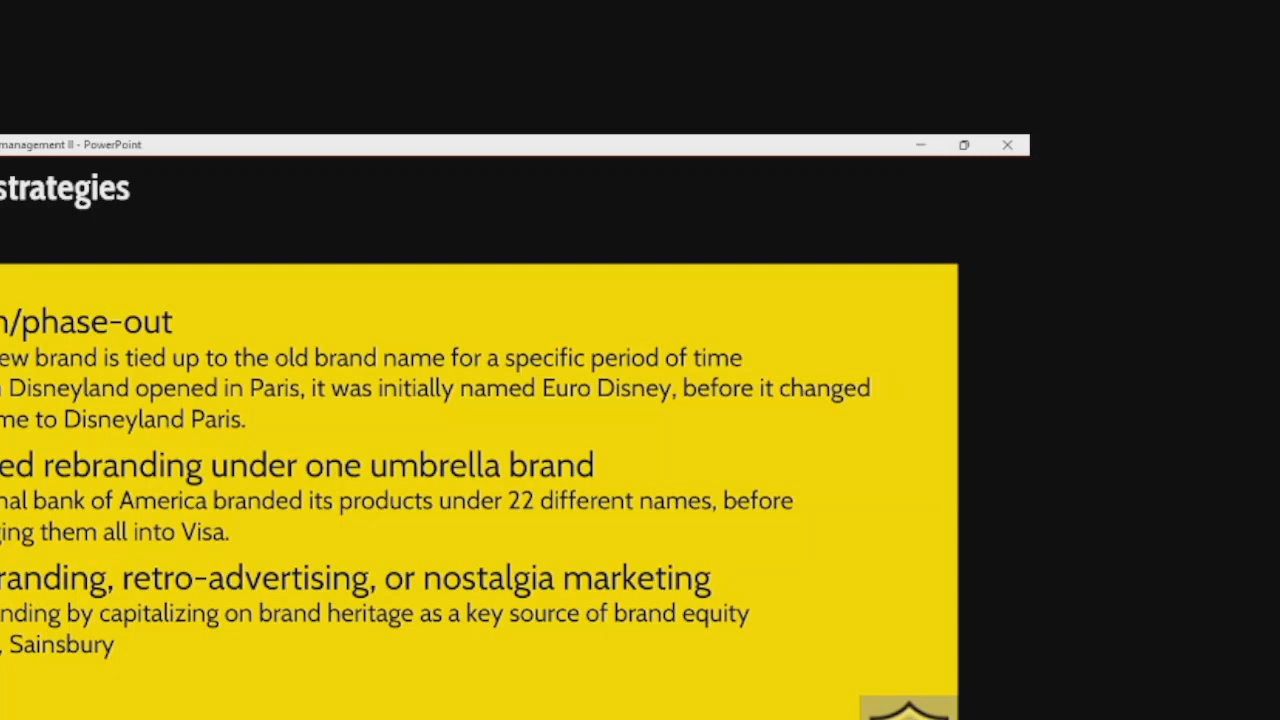 management II - PowerPoint
strategies
n/phase-out
ew brand is tied up to the old brand name for a specific period of time
Disneyland opened in Paris, it was initially named Euro Disney, before it changed
me to Disneyland Paris.
ed rebranding under one umbrella brand
nal bank of America branded its products under 22 different names, before
ging them all into Visa.
randing, retro-advertising, or nostalgia marketing
nding by capitalizing on brand heritage as a key source of brand equity
, Sainsbury